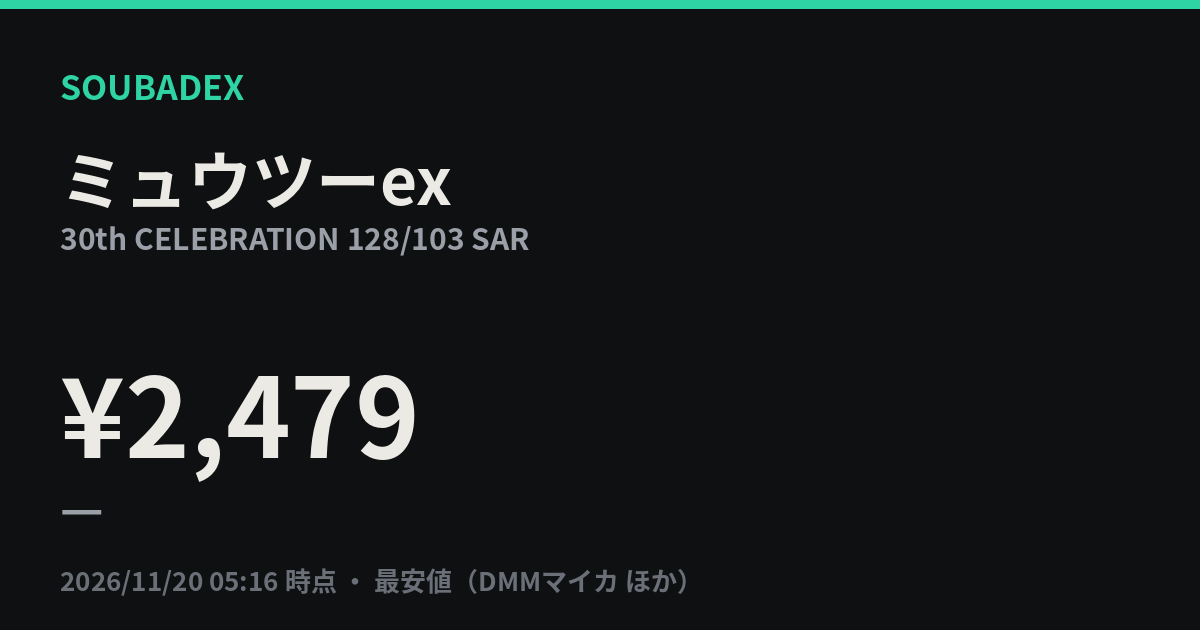 SOUBADEX
ミュウツーex
30th CELEBRATION 128/103 SAR
¥2,479
—
2026/11/20 05:16 時点 ・ 最安値（DMMマイカ ほか）